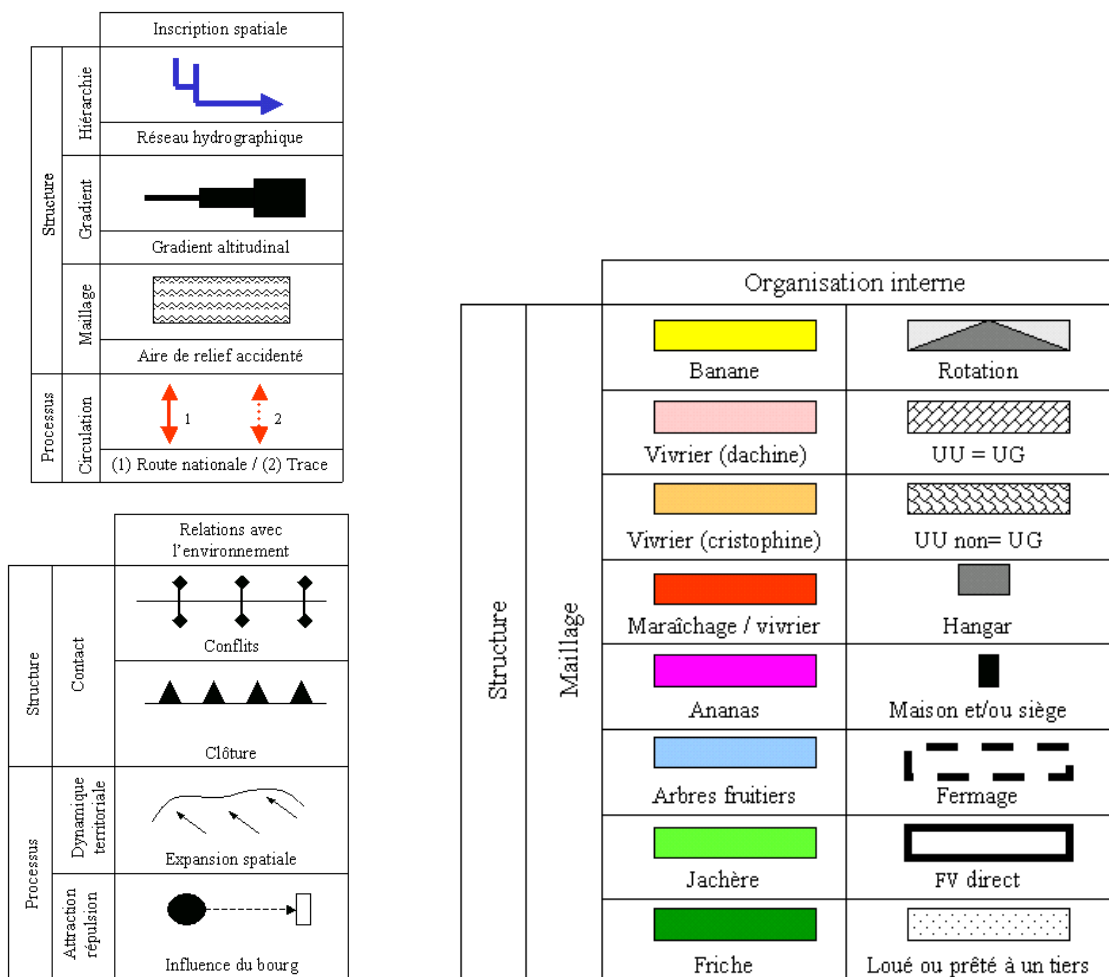 Inscription spatiale
Structure
Hiérarchie
Réseau hydrographique
Gradient
Gradient altitudinal
Maillage
Aire de relief accidenté
Processus
Circulation
1
2
(1) Route nationale / (2) Trace
Relations avec
l'environnement
Structure
Contact
Conflits
Clôture
Processus
Dynamique
territoriale
Expansion spatiale
Attraction
répulsion
Influence du bourg
Organisation interne
Structure
Maillage
Banane
Rotation
Vivrier (dachine)
UU = UG
Vivrier (cristophine)
UU non= UG
Maraîchage / vivrier
Hangar
Ananas
Maison et/ou siège
Arbres fruitiers
Fermage
Jachère
FV direct
Friche
Loué ou prêté à un tiers